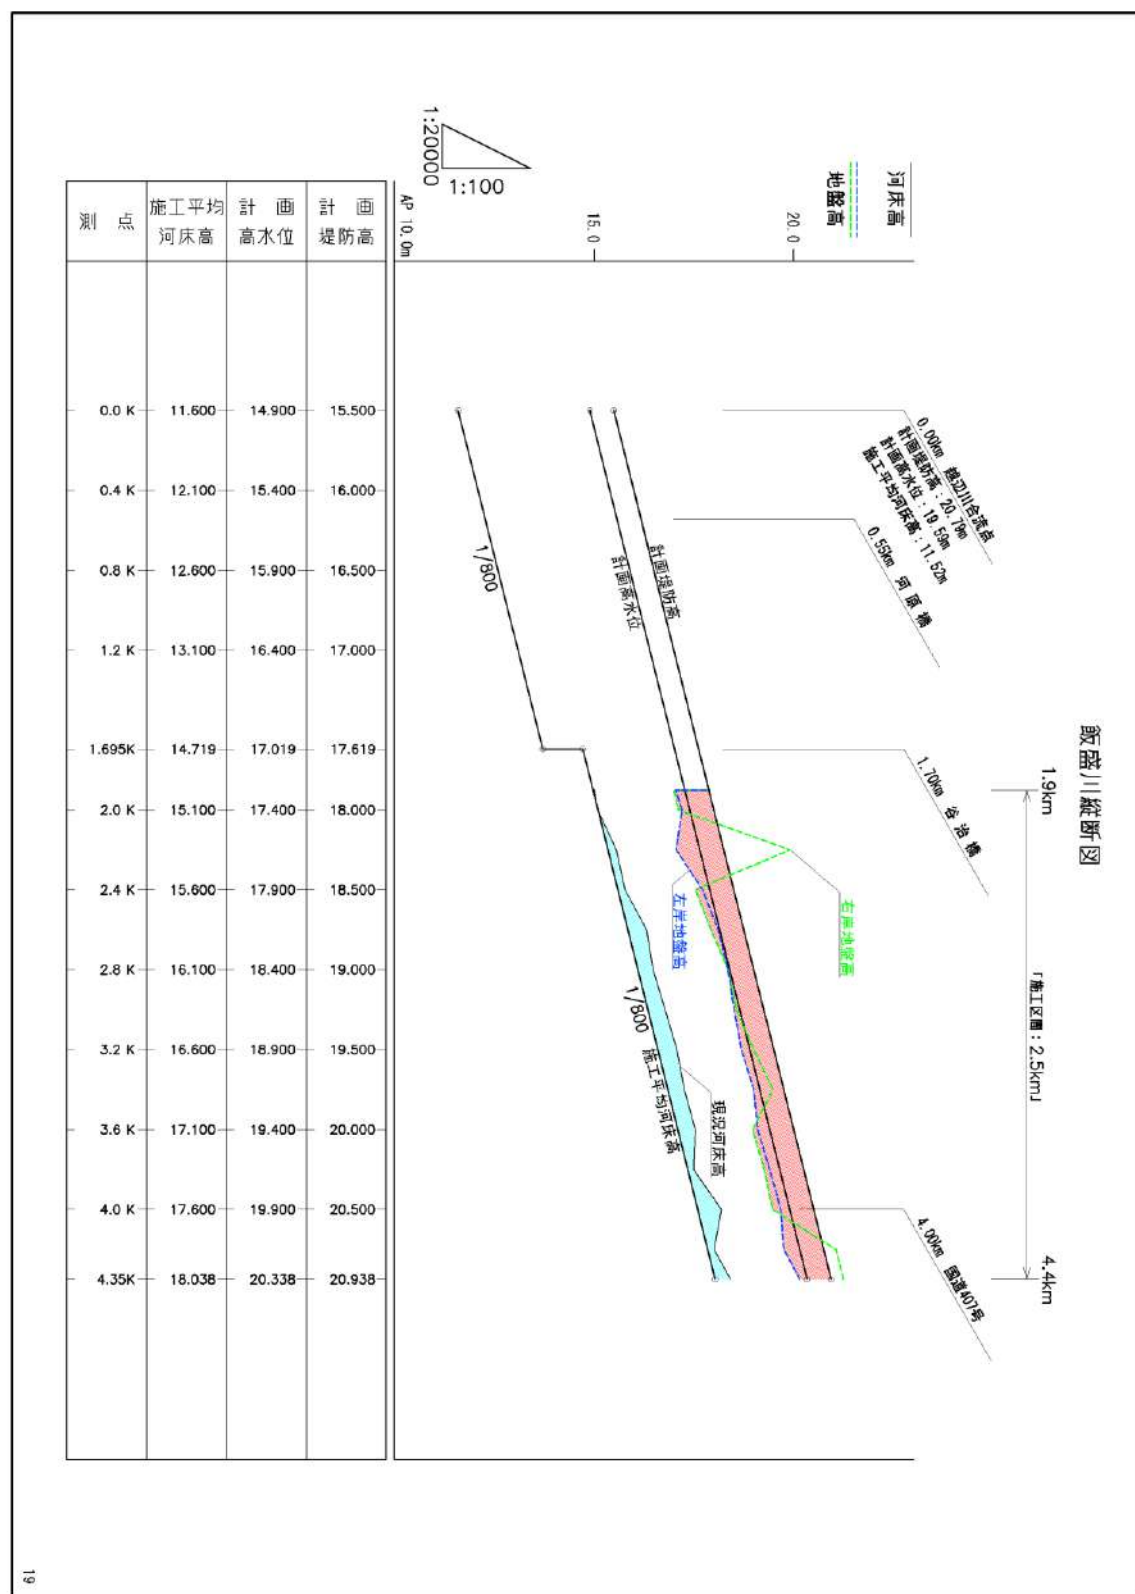 飯盛川縦断図
河床高
地盤高
1:20000
1:100
20.0
15.0
AP 10.0m
0.00km 越辺川合流点
計画堤防高：20.79m
計画高水位：19.59m
施工平均河床高：11.52m
0.55km 河原橋
1.70km 谷治橋
4.00km 国道407号
1.9km
「施工区間：2.5km」
4.4km
計画堤防高
計画高水位
1/800
右岸地盤高
左岸地盤高
1/800 施工平均河床高
現況河床高
測点 施工平均河床高 計画高水位 計画堤防高
0.0 K 11.600 14.900 15.500
0.4 K 12.100 15.400 16.000
0.8 K 12.600 15.900 16.500
1.2 K 13.100 16.400 17.000
1.695K 14.719 17.019 17.619
2.0 K 15.100 17.400 18.000
2.4 K 15.600 17.900 18.500
2.8 K 16.100 18.400 19.000
3.2 K 16.600 18.900 19.500
3.6 K 17.100 19.400 20.000
4.0 K 17.600 19.900 20.500
4.35K 18.038 20.338 20.938
19